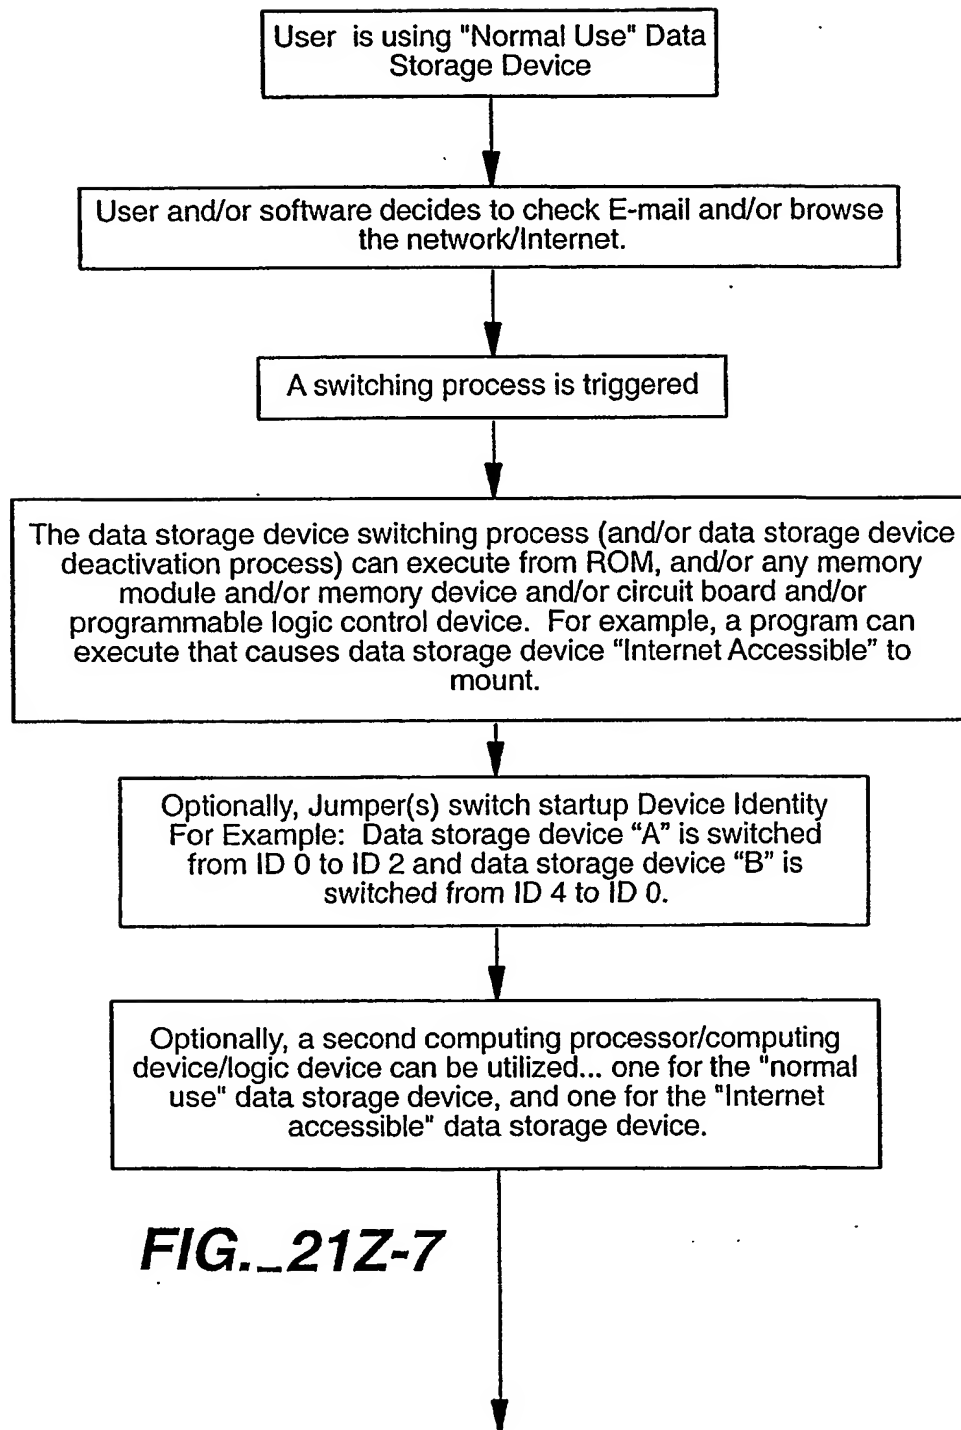 User is using "Normal Use" Data
Storage Device
User and/or software decides to check E-mail and/or browse
the network/Internet.
A switching process is triggered
The data storage device switching process (and/or data storage device
deactivation process) can execute from ROM, and/or any memory
module and/or memory device and/or circuit board and/or
programmable logic control device. For example, a program can
execute that causes data storage device “Internet Accessible” to
mount.
Optionally, Jumper(s) switch startup Device Identity
For Example: Data storage device “A” is switched
from ID 0 to ID 2 and data storage device “B” is
switched from ID 4 to ID 0.
Optionally, a second computing processor/computing
device/logic device can be utilized... one for the "normal
use" data storage device, and one for the "Internet
accessible" data storage device.
FIG._21Z-7